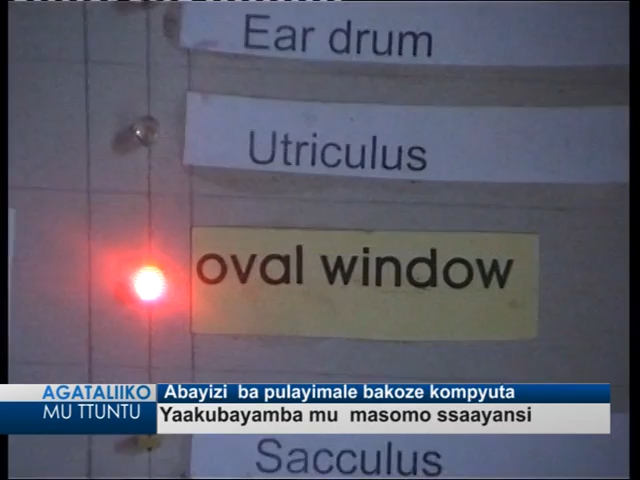 Ear drum
Utriculus
oval window
AGATALIIKO Abayizi ba pulayimale bakoze kompyuta
MU TTUNTU Yaakubayamba mu masomo ssaayansi
Sacculus